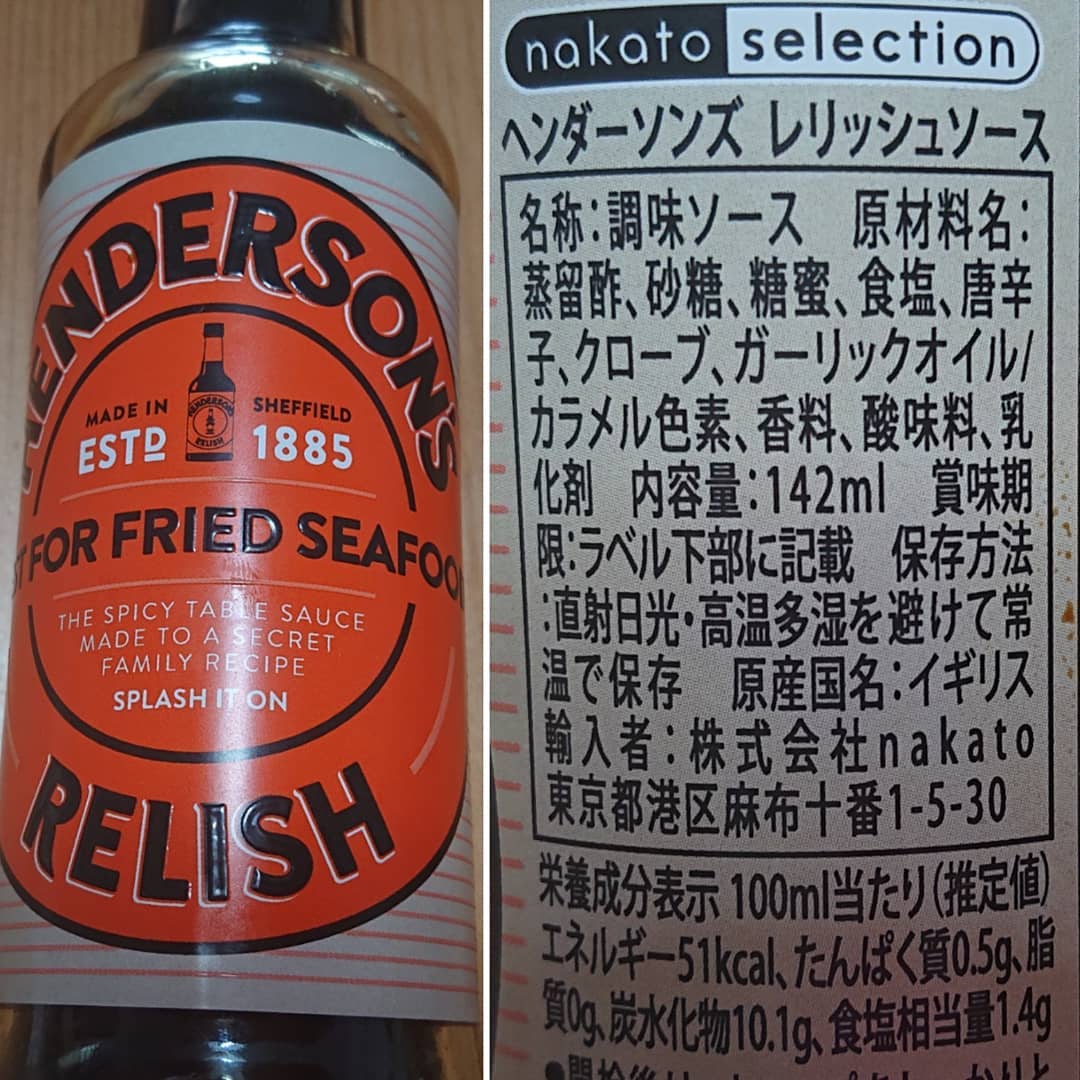 HENDERSON'S
MADE IN SHEFFIELD
ESTD 1885
FOR FRIED SEAFOOD
THE SPICY TABLE SAUCE
MADE TO A SECRET
FAMILY RECIPE
SPLASH IT ON
RELISH
nakato selection
ヘンダーソンズ レリッシュソース
名称:調味ソース 原材料名:
蒸留酢、砂糖、糖蜜、食塩、唐辛
子、クローブ、ガーリックオイル/
カラメル色素、香料、酸味料、乳
化剤 内容量:142ml 賞味期
限:ラベル下部に記載 保存方法
:直射日光・高温多湿を避けて常
温で保存 原産国名:イギリス
輸入者:株式会社nakato
東京都港区麻布十番1-5-30
栄養成分表示 100ml当たり(推定値)
エネルギー51kcal、たんぱく質0.5g、脂
質0g、炭水化物10.1g、食塩相当量1.4g